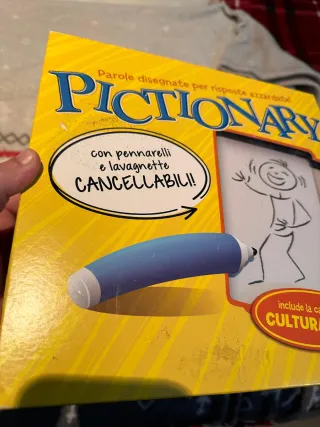 Parole disegnate per risposte azzardate!
PICTIONARY
con pennarelli
e lavagnette
CANCELLABILI!
include la
CULTURA